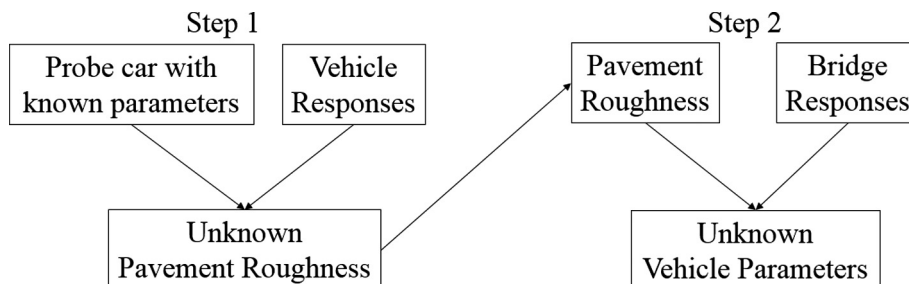 Step 1
Probe car with
known parameters
Vehicle
Responses
Unknown
Pavement Roughness
Step 2
Pavement
Roughness
Bridge
Responses
Unknown
Vehicle Parameters